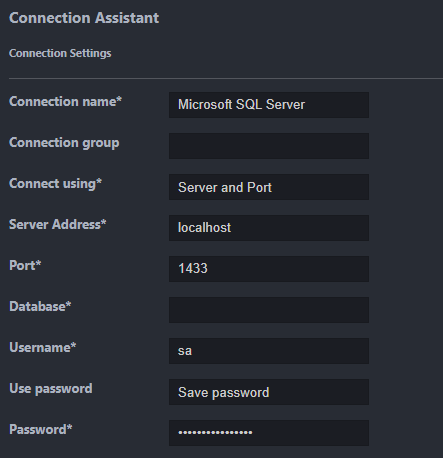 Connection Assistant
Connection Settings
Connection name* Microsoft SQL Server
Connection group
Connect using* Server and Port
Server Address* localhost
Port* 1433
Database*
Username* sa
Use password Save password
Password* ••••••••••••••••